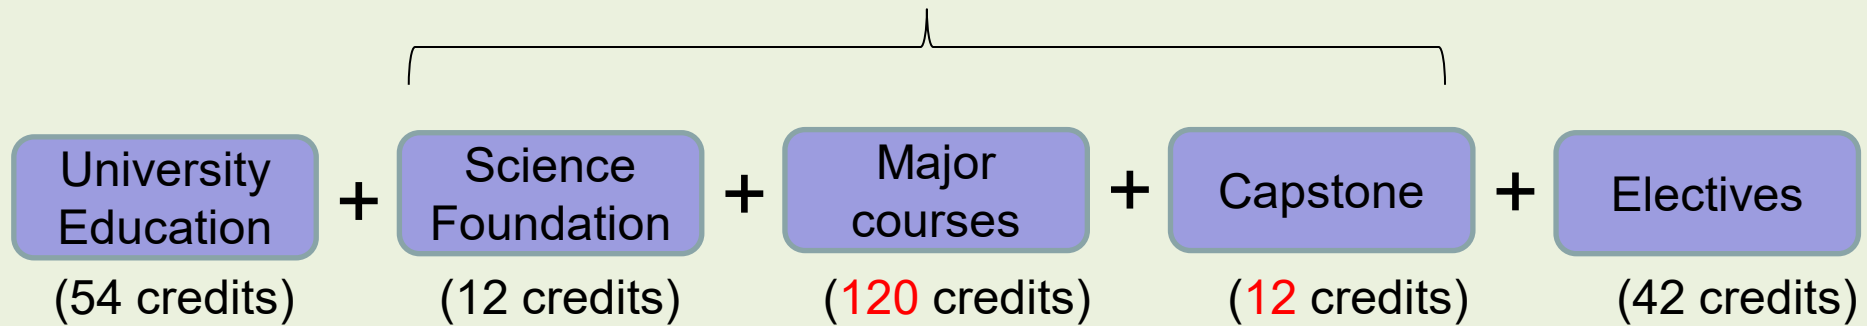 University
Education
+
Science
Foundation
+
Major
courses
+
Capstone
+
Electives
(54 credits)
(12 credits)
(120 credits)
(12 credits)
(42 credits)